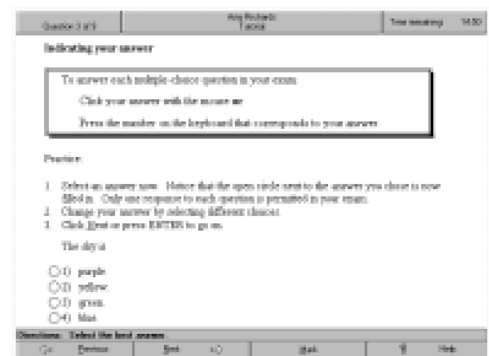 Question 3 of 9
Amy Richards
Tutorial
Time remaining: 14:50
Indicating your answer
To answer each multiple-choice question in your exam:
Click your answer with the mouse or
Press the number on the keyboard that corresponds to your answer
Practice:
1. Select an answer now. Notice that the open circle next to the answer you chose is now
filled in. Only one response to each question is permitted in your exam.
2. Change your answer by selecting different choices.
3. Click Next or press ENTER to go on.
The sky is
1) purple.
2) yellow.
3) green.
4) blue.
Directions: Select the best answer.
Previous Next Mark ? Help